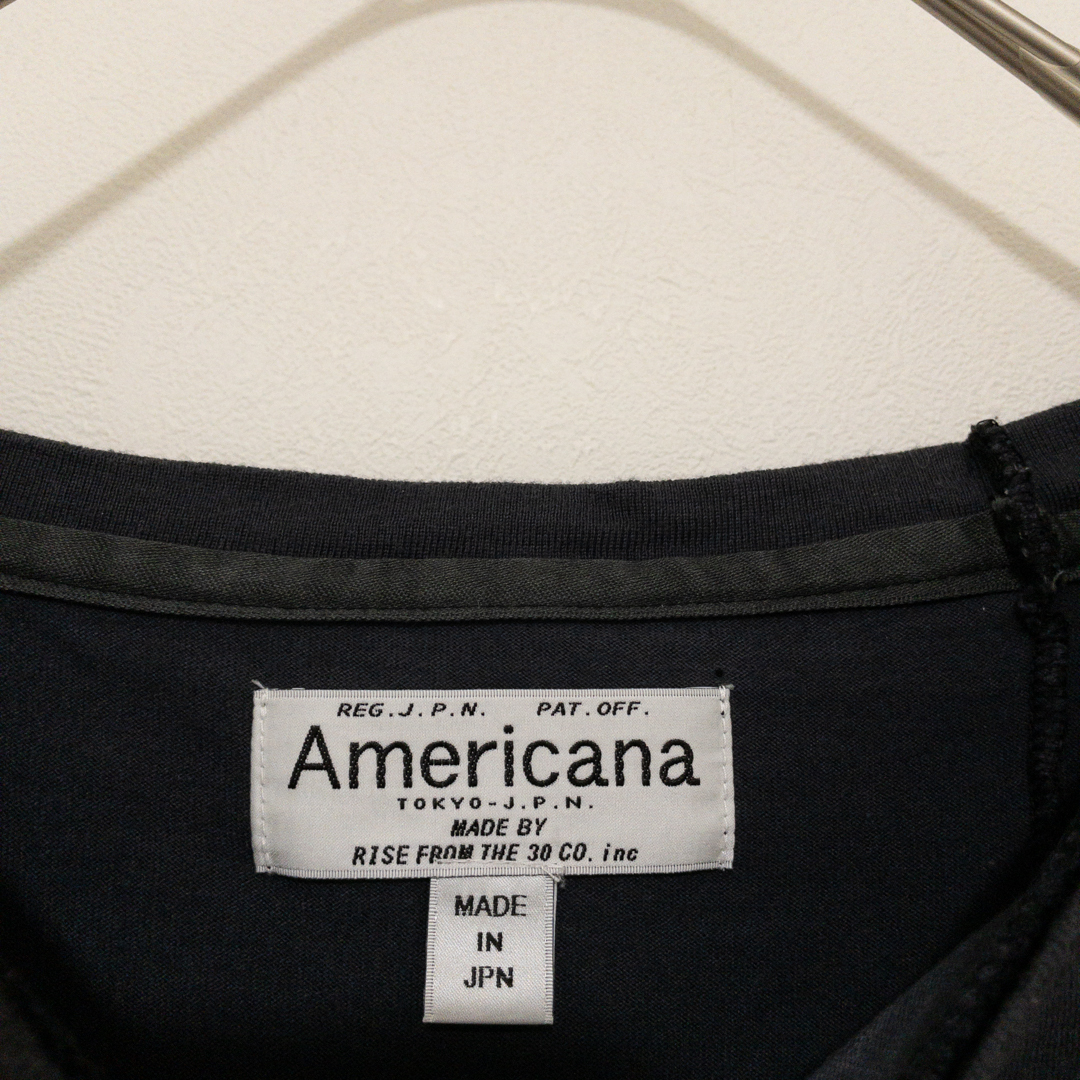 REG.J.P.N. PAT.OFF.
Americana
TOKYO-J.P.N.
MADE BY
RISE FROM THE 30 CO. inc
MADE
IN
JPN